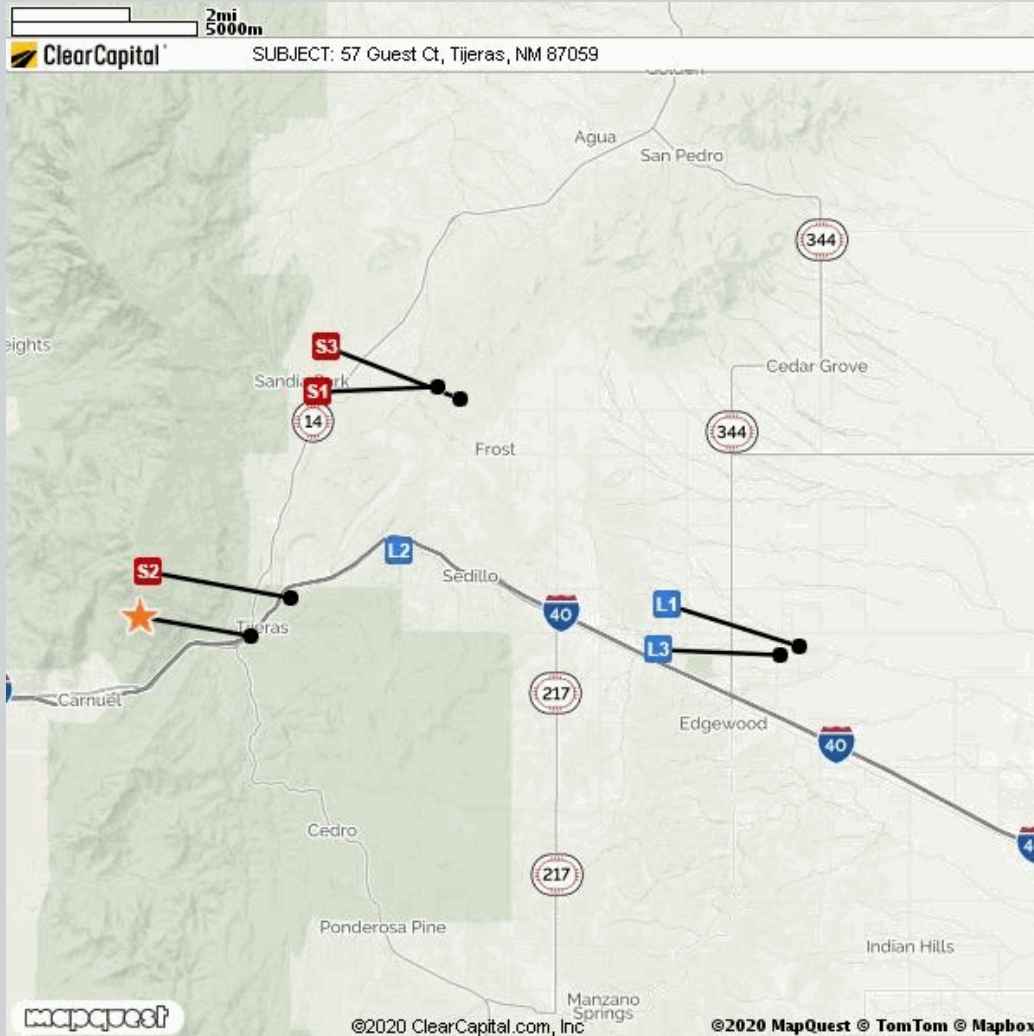 2mi
5000m
ClearCapital
SUBJECT: 57 Guest Ct, Tijeras, NM 87059
Golden
Agua
San Pedro
344
eights
S3
Sandia Park
S1
14
Cedar Grove
344
Frost
S2
L2
Sedillo
40
L1
Tijeras
L3
Carnuel
217
Edgewood
40
Cedro
4
217
Ponderosa Pine
Indian Hills
Manzano
Springs
mapquest
©2020 ClearCapital.com, Inc
©2020 MapQuest © TomTom © Mapbox